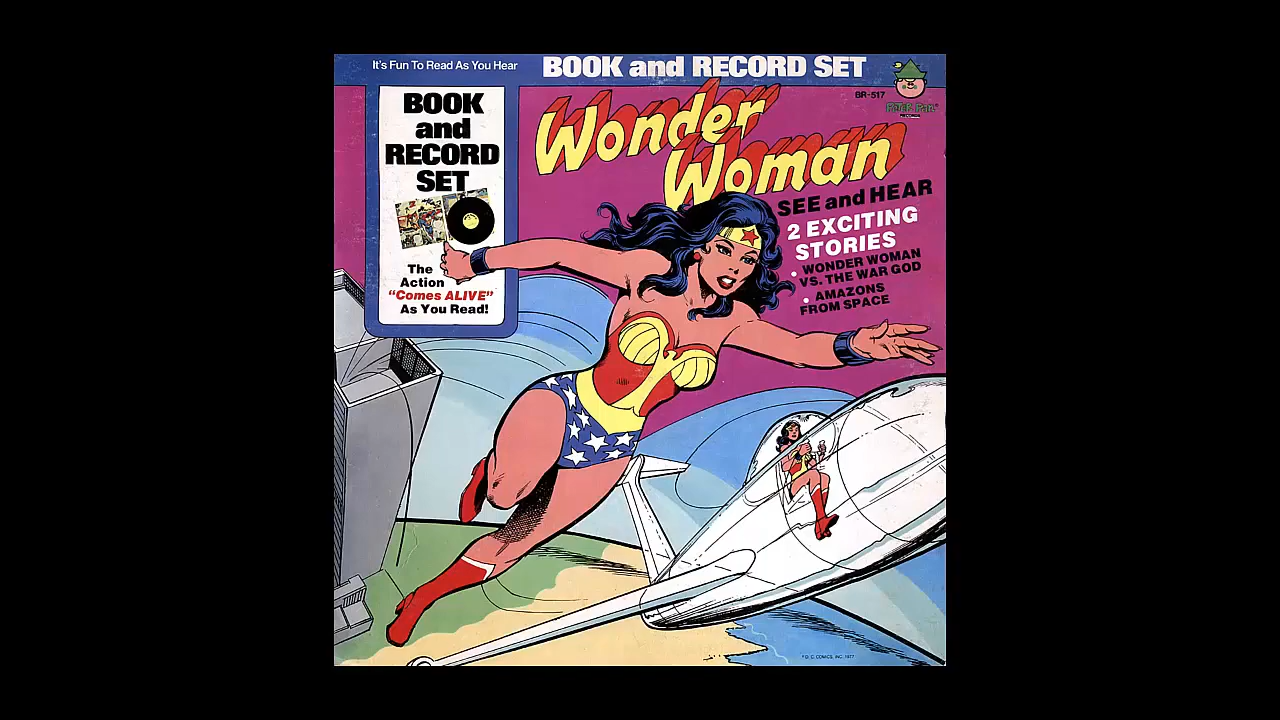 It's Fun To Read As You Hear
BOOK and RECORD SET
BR-517
PETER PAN
RECORDS
BOOK
and
RECORD
SET
The
Action
"Comes ALIVE"
As You Read!
Wonder
Woman
SEE and HEAR
2 EXCITING
STORIES
• WONDER WOMAN
VS. THE WAR GOD
• AMAZONS
FROM SPACE
© D.C. COMICS, INC. 1977